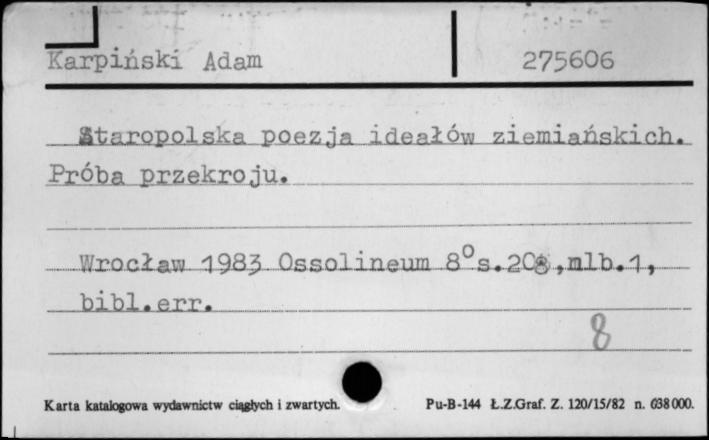 Karpiński Adam 275606
Staropolska poezja ideałów ziemiańskich.
Próba przekroju.
Wrocław 1983 Ossolineum 8° s.208, nlb.1,
bibl.err.
8
Karta katalogowa wydawnictw ciągłych i zwartych. Pu-B-144 Ł.Z.Graf. Z. 120/15/82 n. 638 000.